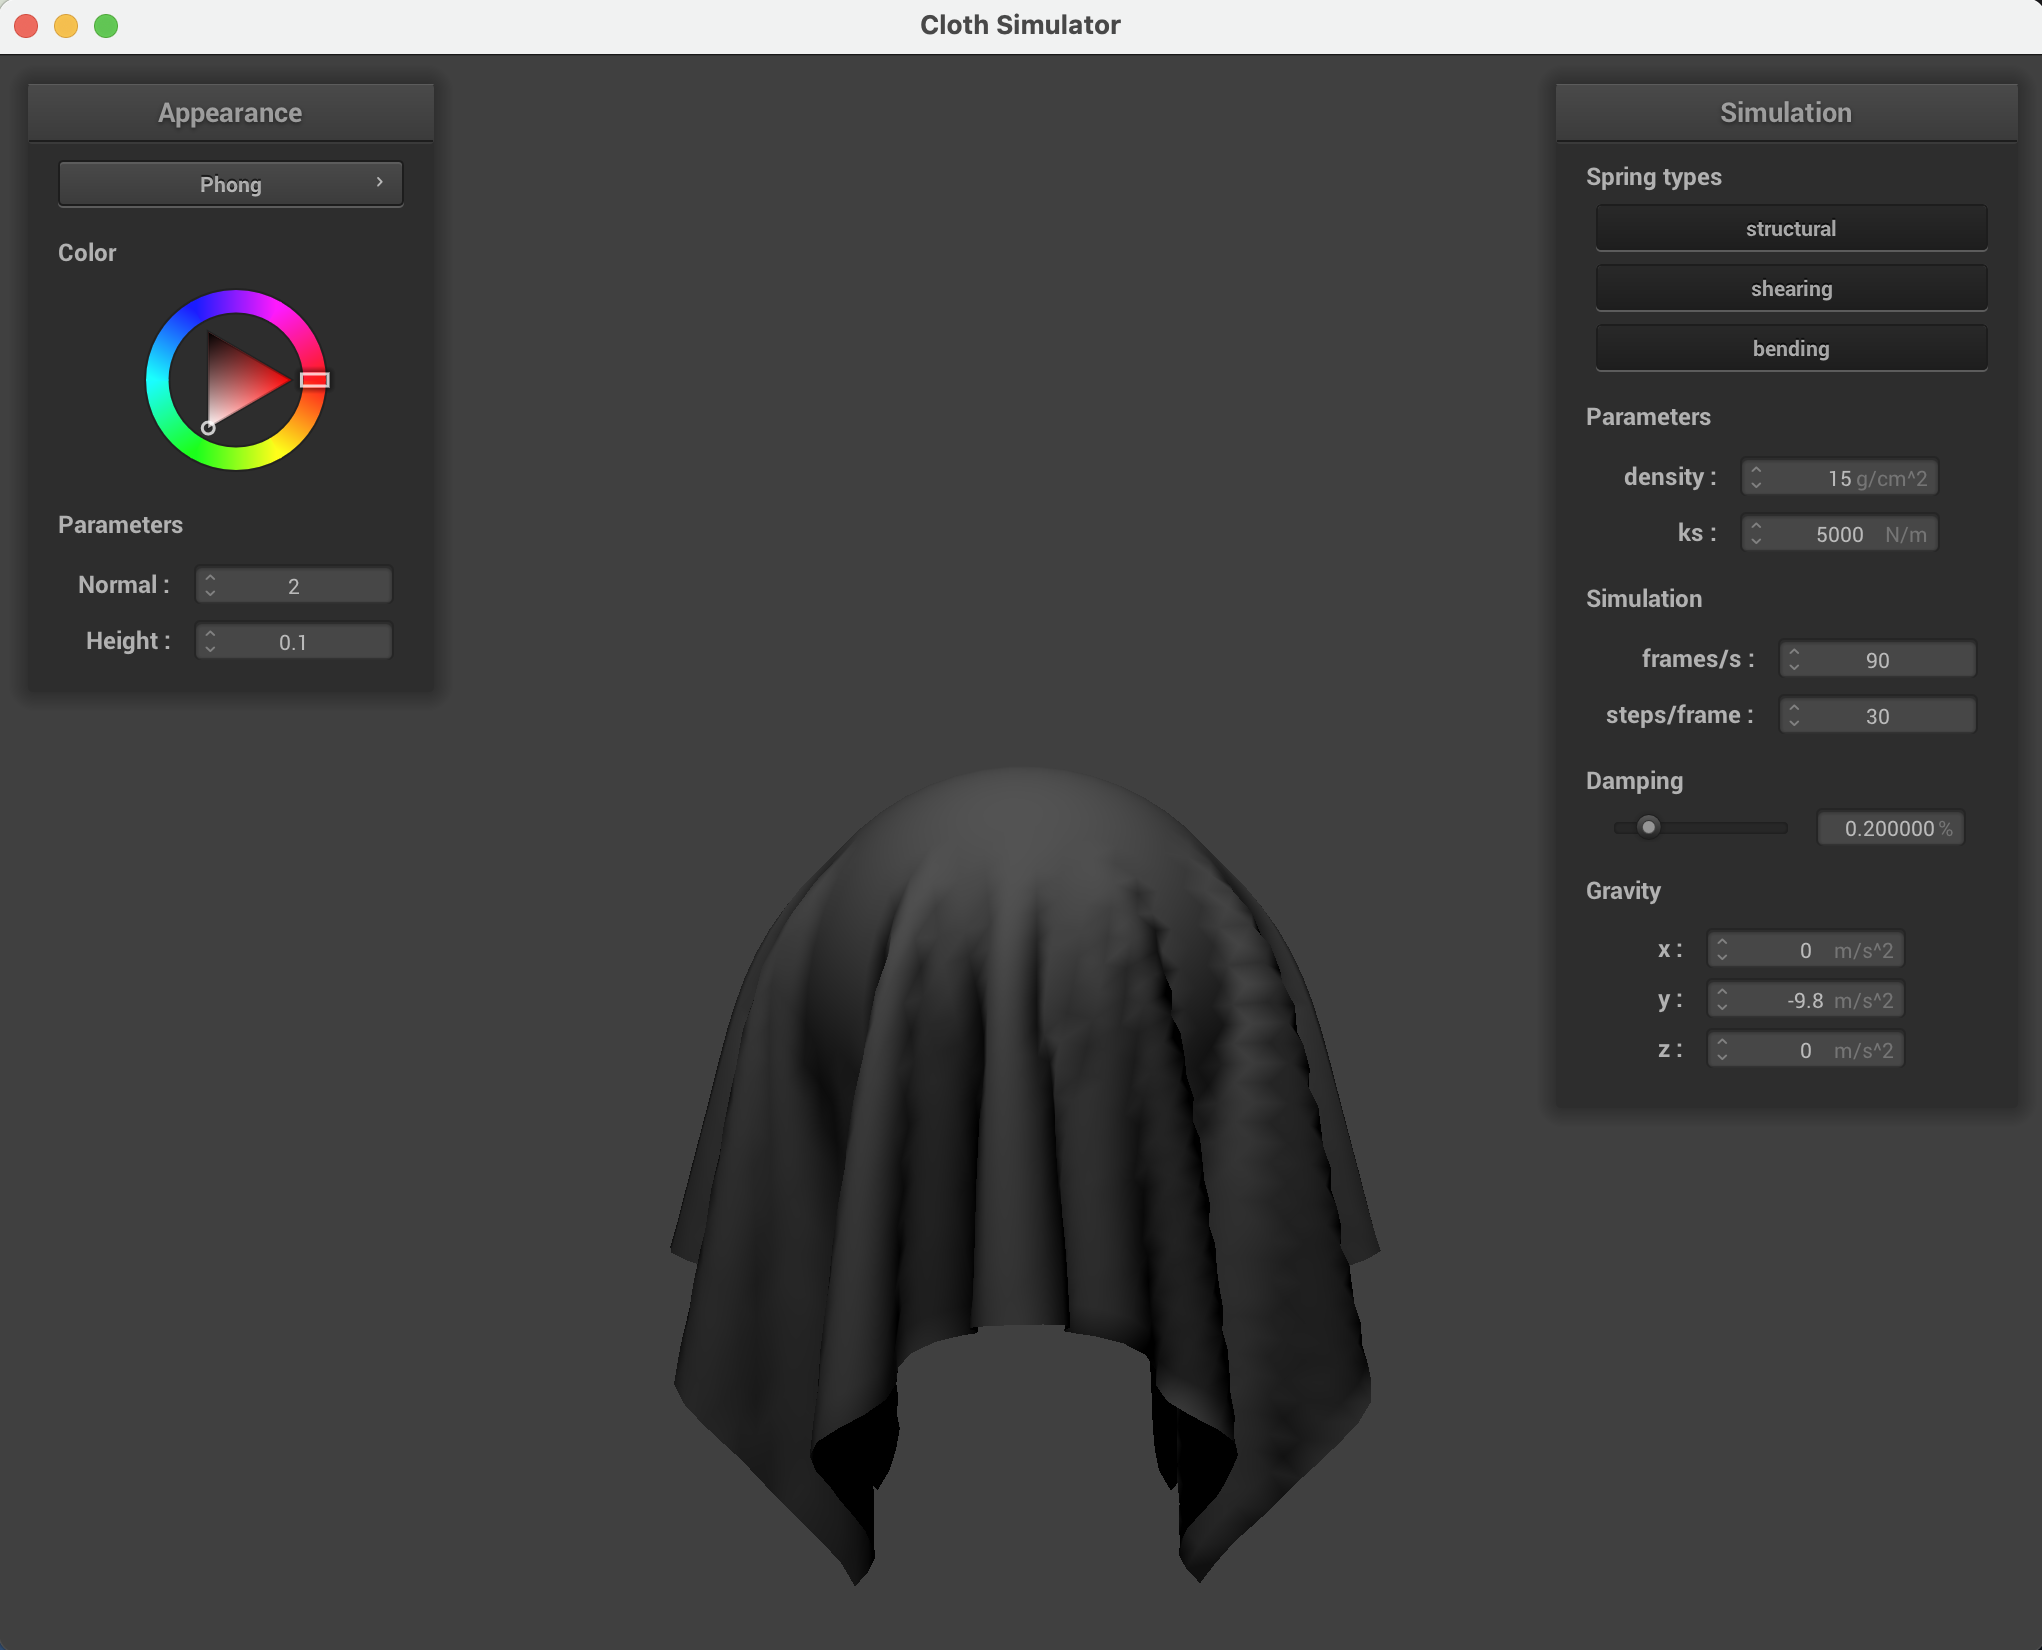 Cloth Simulator
Appearance
Phong
Color
Parameters
Normal : 2
Height : 0.1
Simulation
Spring types
structural
shearing
bending
Parameters
density : 15 g/cm^2
ks : 5000 N/m
Simulation
frames/s : 90
steps/frame : 30
Damping
0.200000 %
Gravity
x : 0 m/s^2
y : -9.8 m/s^2
z : 0 m/s^2